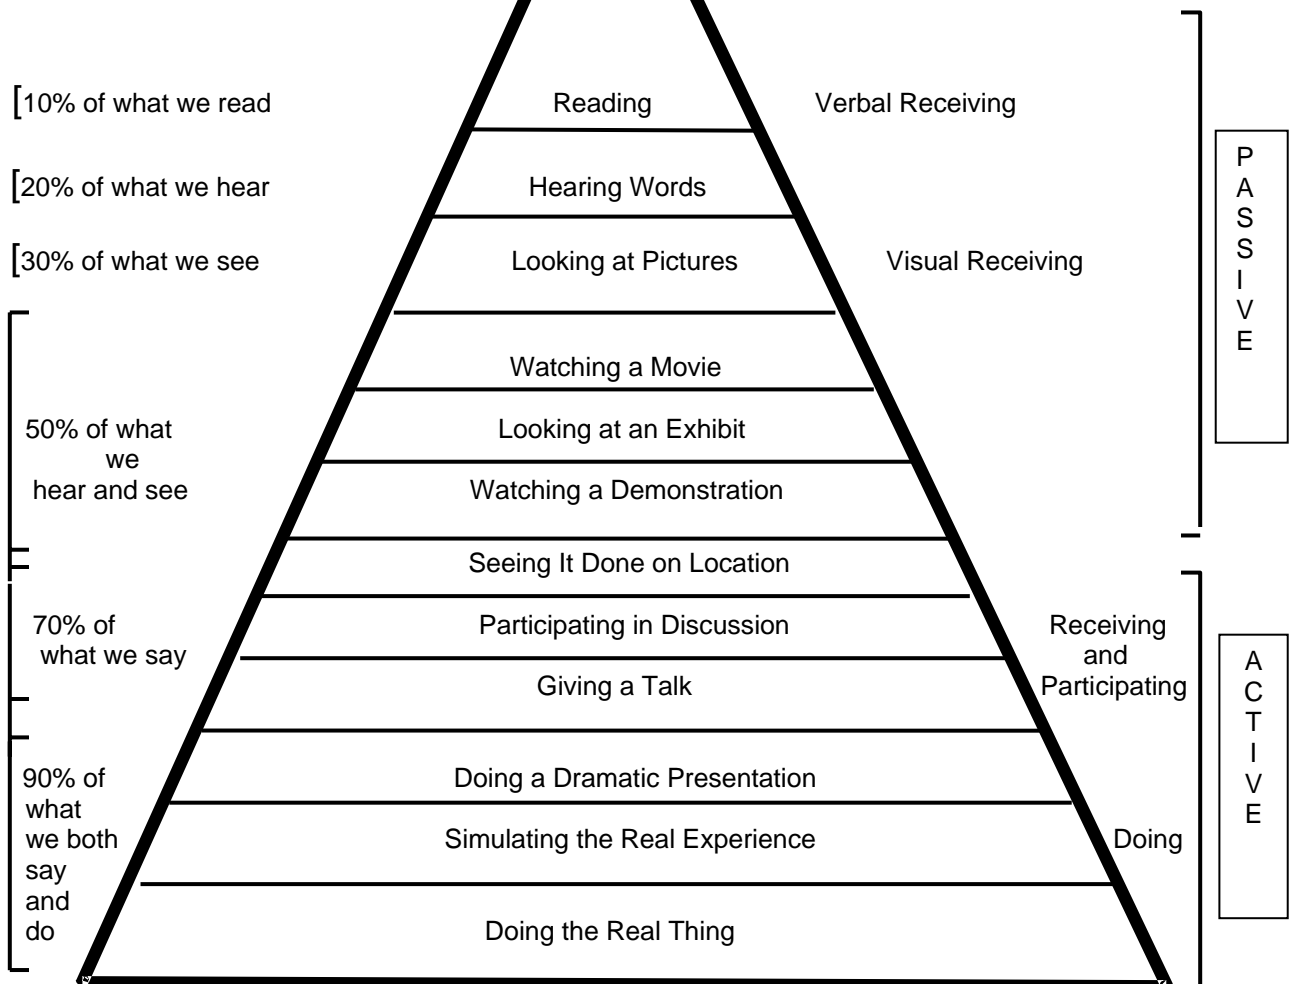 [10% of what we read
Reading
Verbal Receiving
[20% of what we hear
Hearing Words
[30% of what we see
Looking at Pictures
Visual Receiving
Watching a Movie
50% of what
we
hear and see
Looking at an Exhibit
Watching a Demonstration
Seeing It Done on Location
P
A
S
S
I
V
E
70% of
what we say
Participating in Discussion
Giving a Talk
Receiving
and
Participating
90% of
what
we both
say
and
do
Doing a Dramatic Presentation
Simulating the Real Experience
Doing the Real Thing
Doing
A
C
T
I
V
E